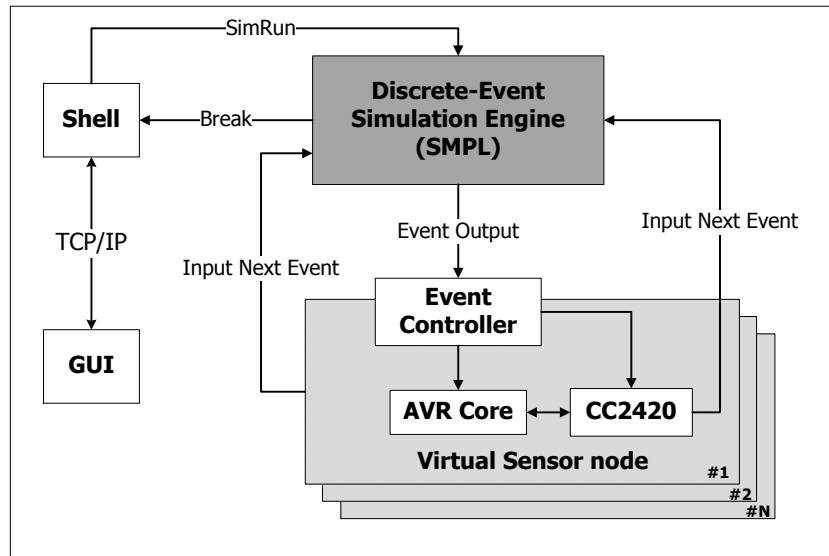 SimRun
Discrete-Event
Simulation Engine
(SMPL)
Shell
Break
TCP/IP
Event Output
Input Next Event
Input Next Event
Event
Controller
GUI
AVR Core
CC2420
Virtual Sensor node
#1
#2
#N